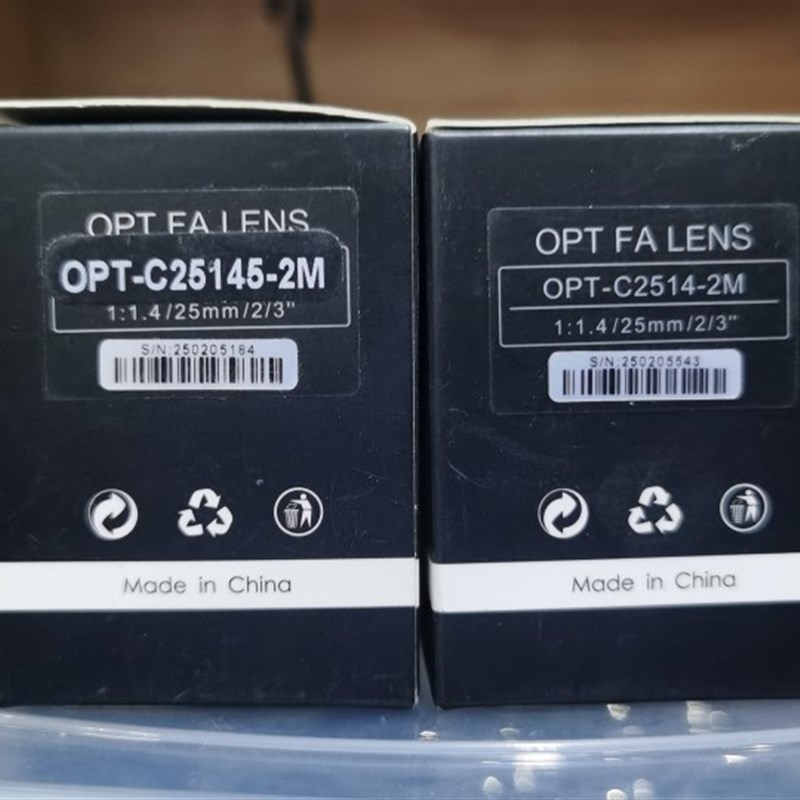 OPT FA LENS
OPT-C25145-2M
1:1.4/25mm/2/3"
S/N:250205184
Made in China
OPT FA LENS
OPT-C2514-2M
1:1.4/25mm/2/3"
S/N:250205543
Made in China